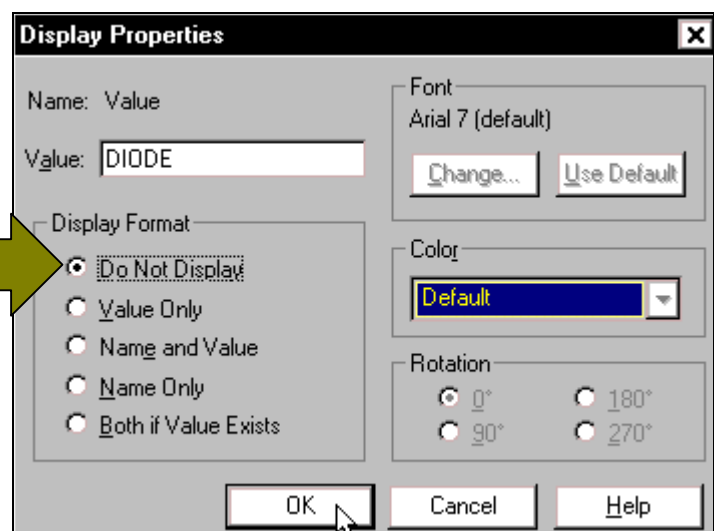 Display Properties
Name: Value
Value: DIODE
Display Format
Do Not Display
Value Only
Name and Value
Name Only
Both if Value Exists
Font
Arial 7 (default)
Change... Use Default
Color
Default
Rotation
0° 180°
90° 270°
OK Cancel Help